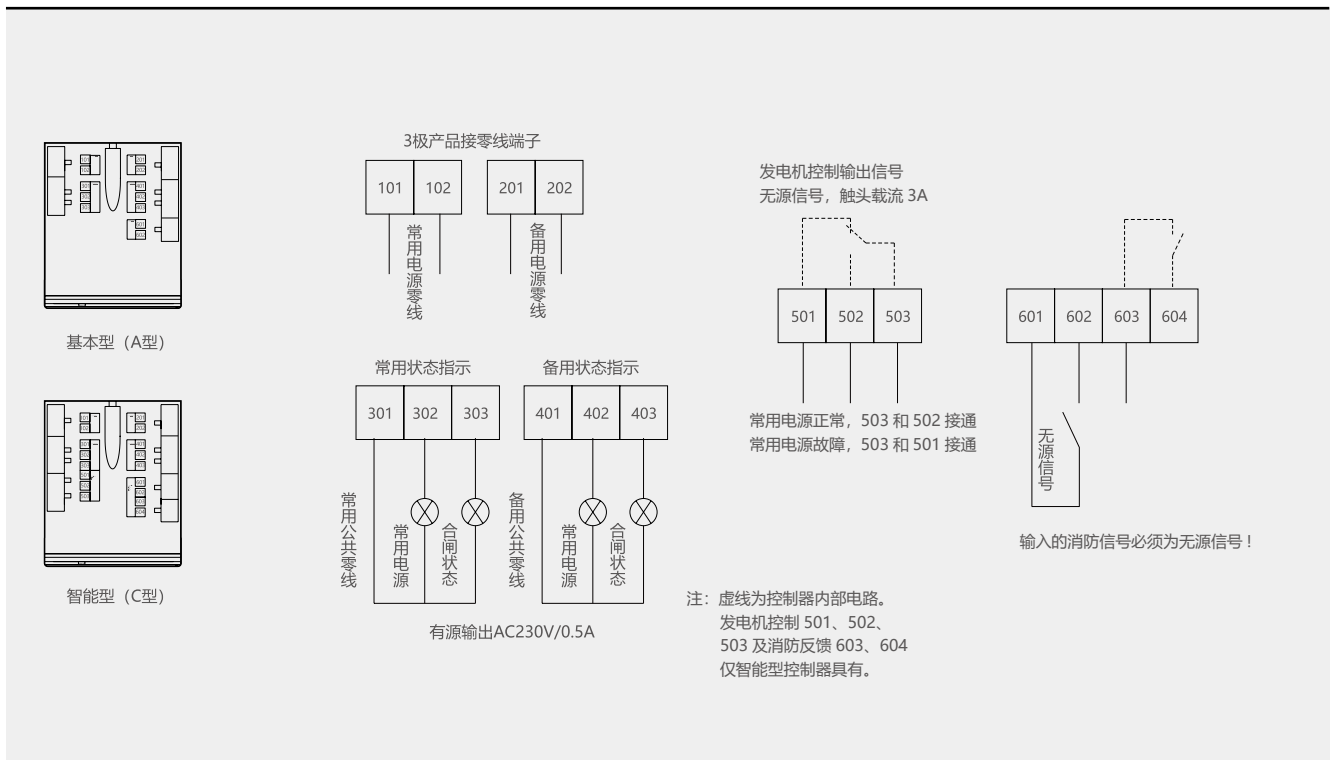 3极产品接零线端子
101 102 201 202
常用电源零线
备用电源零线
基本型（A型）
智能型（C型）
常用状态指示
301 302 303
常用公共零线
常用电源
合闸状态
备用状态指示
401 402 403
备用公共零线
常用电源
合闸状态
有源输出AC230V/0.5A
发电机控制输出信号
无源信号，触头载流 3A
501 502 503
常用电源正常，503 和 502 接通
常用电源故障，503 和 501 接通
601 602 603 604
无源信号
输入的消防信号必须为无源信号！
注：虚线为控制器内部电路。
发电机控制 501、502、
503 及消防反馈 603、604
仅智能型控制器具有。